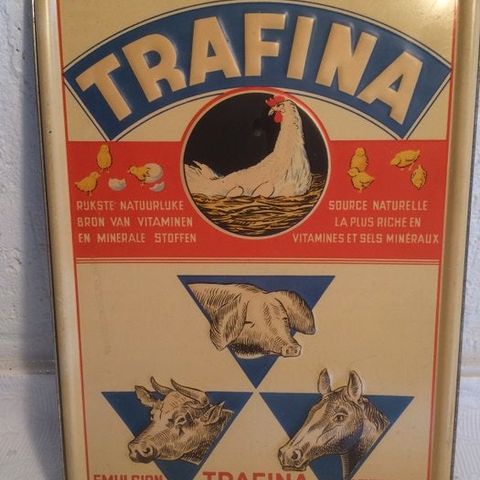 TRAFINA
RIJKSTE NATUURLIJKE
BRON VAN VITAMINEN
EN MINERALE STOFFEN
SOURCE NATURELLE
LA PLUS RICHE EN
VITAMINES ET SELS MINÉRAUX
EMULSION TRAFINA